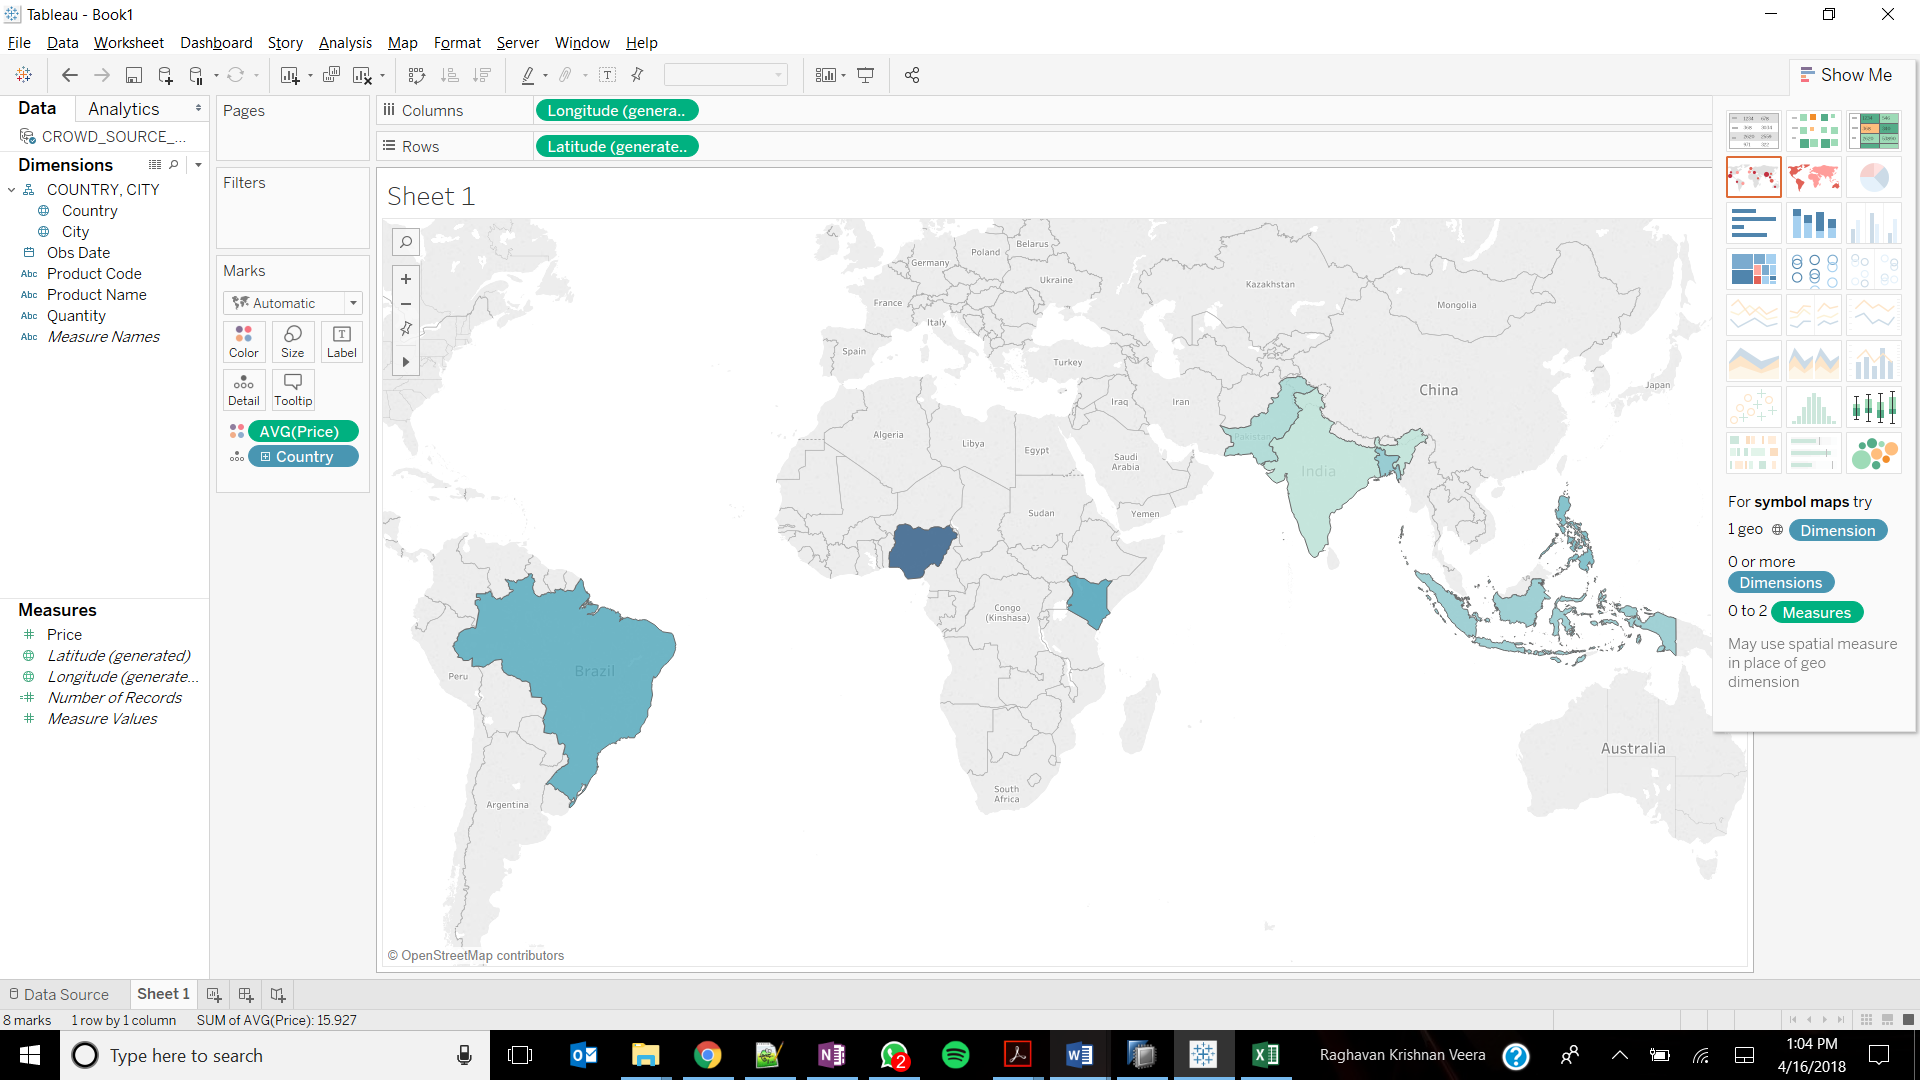 Tableau - Book1
File Data Worksheet Dashboard Story Analysis Map Format Server Window Help
Show Me
Data Analytics
CROWD_SOURCE_...
Dimensions
COUNTRY, CITY
Country
City
Obs Date
Abc Product Code
Abc Product Name
Abc Quantity
Abc Measure Names
Measures
Price
Latitude (generated)
Longitude (generate...
Number of Records
Measure Values
Pages
Filters
Marks
Automatic
Color Size Label
Detail Tooltip
AVG(Price)
Country
Columns Longitude (genera..
Rows Latitude (generate..
Sheet 1
Belarus
Poland
Germany
Ukraine
France
Kazakhstan
Mongolia
Italy
Spain
Turkey
China
Japan
Iraq
Iran
Algeria
Libya
Egypt
Pakistan
Saudi
Arabia
India
Sudan
Yemen
Congo
(Kinshasa)
Brazil
Peru
Australia
South
Africa
Argentina
© OpenStreetMap contributors
For symbol maps try
1 geo Dimension
0 or more
Dimensions
0 to 2 Measures
May use spatial measure
in place of geo
dimension
Data Source Sheet 1
8 marks 1 row by 1 column SUM of AVG(Price): 15.927
Type here to search
2
Raghavan Krishnan Veera
1:04 PM
4/16/2018